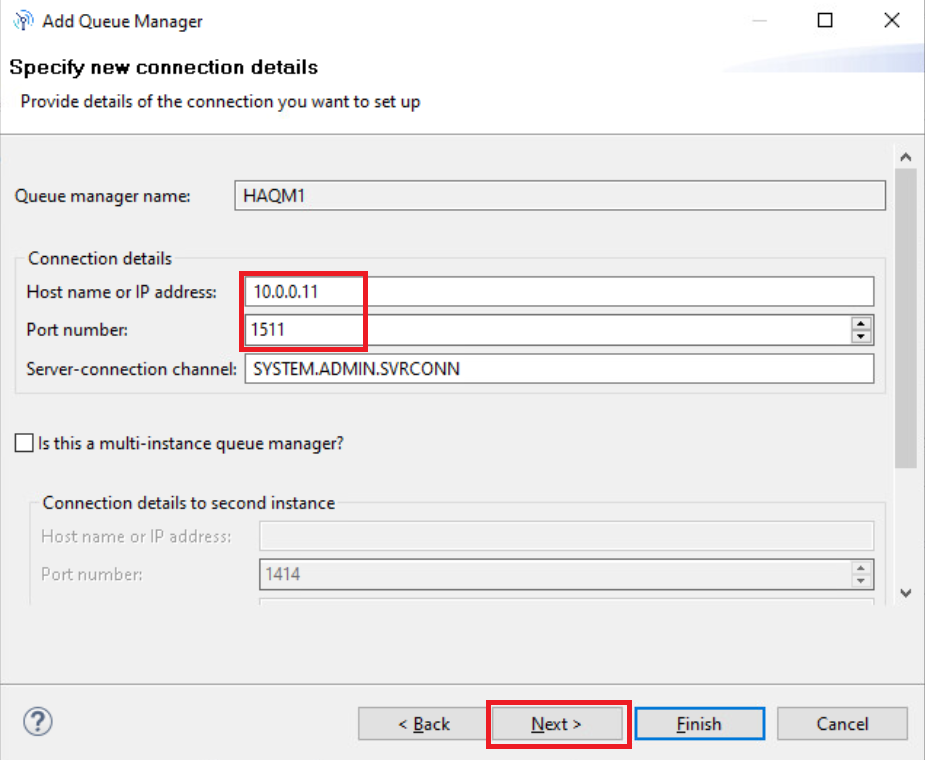 Add Queue Manager
Specify new connection details
Provide details of the connection you want to set up
Queue manager name: HAQM1
Connection details
Host name or IP address: 10.0.0.11
Port number: 1511
Server-connection channel: SYSTEM.ADMIN.SVRCONN
Is this a multi-instance queue manager?
Connection details to second instance
Host name or IP address:
Port number: 1414
? < Back Next > Finish Cancel